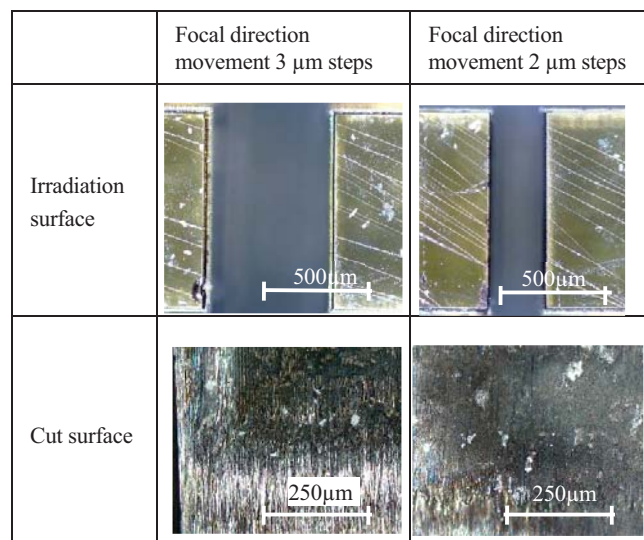 Focal direction
movement 3 µm steps
Focal direction
movement 2 µm steps
Irradiation
surface
500µm
500µm
Cut surface
250µm
250µm